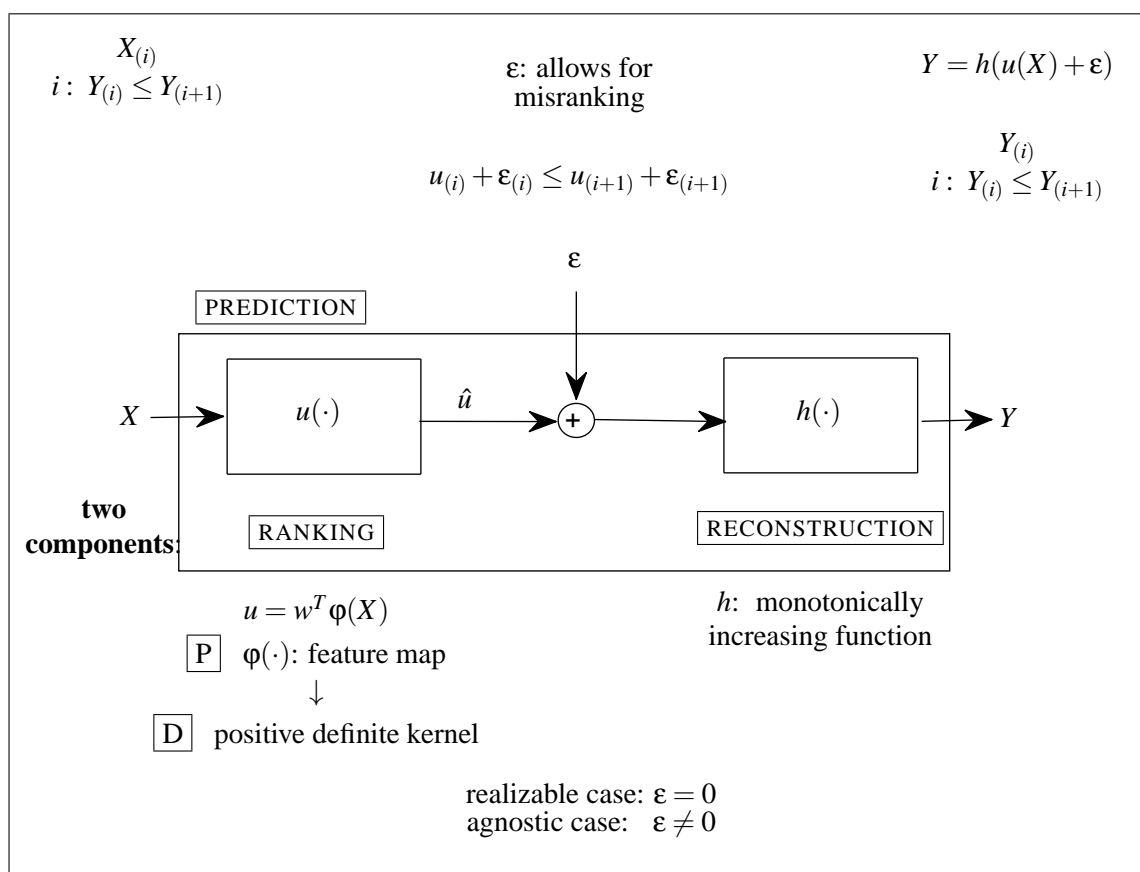 X_{(i)}
i : Y_{(i)} ≤ Y_{(i+1)}
ε: allows for
misranking
Y = h(u(X) + ε)
Y_{(i)}
i : Y_{(i)} ≤ Y_{(i+1)}
u_{(i)} + ε_{(i)} ≤ u_{(i+1)} + ε_{(i+1)}
ε
PREDICTION
X
u(·)
û
+
h(·)
Y
two
components:
RANKING
RECONSTRUCTION
u = w^T φ(X)
P φ(·): feature map
↓
D positive definite kernel
h: monotonically
increasing function
realizable case: ε = 0
agnostic case: ε ≠ 0